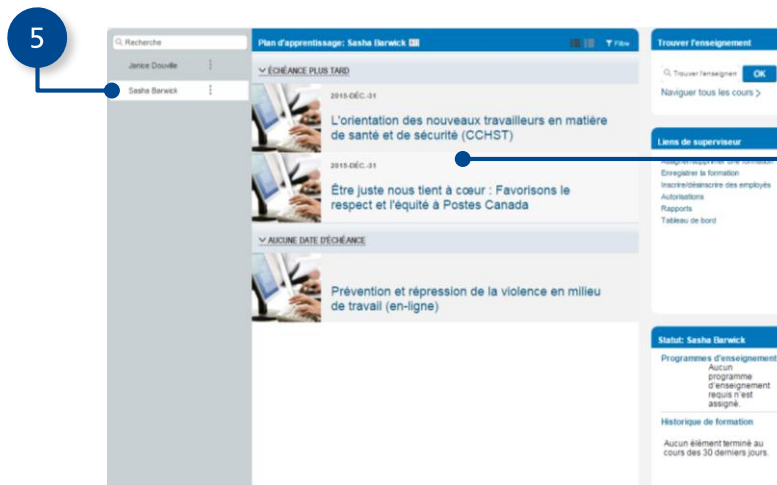 5
Recherche
Janice Douville
Sasha Barwick
Plan d'apprentissage: Sasha Barwick
Filtre
ÉCHÉANCE PLUS TARD
2015-DÉC.-31
L'orientation des nouveaux travailleurs en matière
de santé et de sécurité (CCHST)
2015-DÉC.-31
Être juste nous tient à cœur : Favorisons le
respect et l'équité à Postes Canada
AUCUNE DATE D'ÉCHÉANCE
Prévention et répression de la violence en milieu
de travail (en-ligne)
Trouver l'enseignement
Trouver l'enseignen
OK
Naviguer tous les cours >
Liens de superviseur
Assigner/supprimer une formation
Enregistrer la formation
Inscrire/désinscrire des employés
Autorisations
Rapports
Tableau de bord
Statut: Sasha Barwick
Programmes d'enseignement
Aucun
programme
d'enseignement
requis n'est
assigné.
Historique de formation
Aucun élément terminé au
cours des 30 derniers jours.